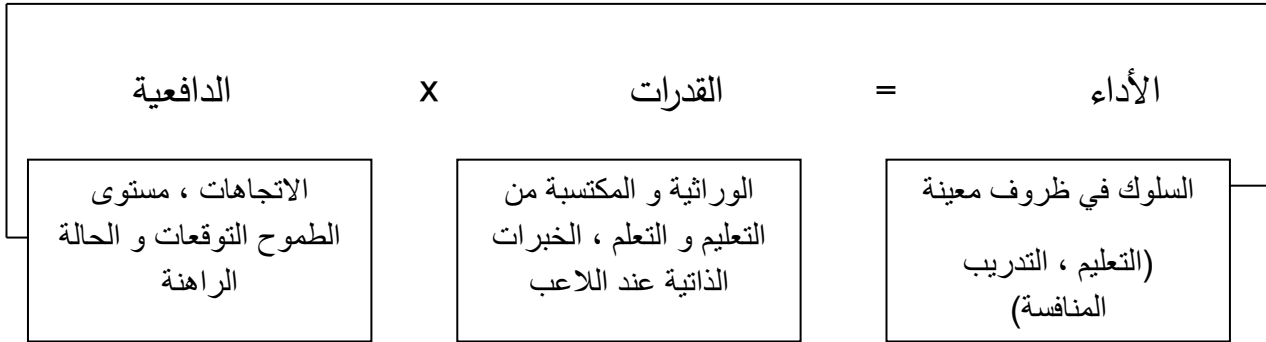 الأداء = القدرات x الدافعية
السلوك في ظروف معينة
(التعليم ، التدريب
المنافسة)
الوراثية و المكتسبة من
التعليم و التعلم ، الخبرات
الذاتية عند اللاعب
الاتجاهات ، مستوى
الطموح التوقعات و الحالة
الراهنة